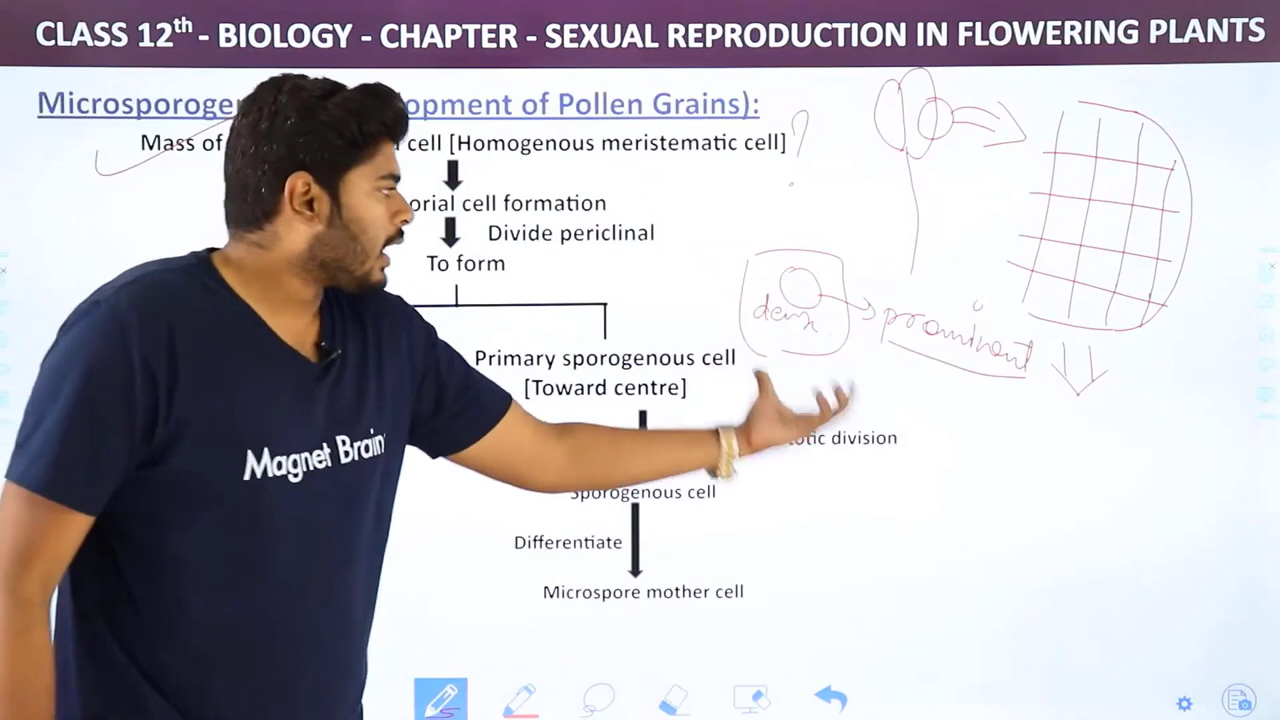 CLASS 12th - BIOLOGY - CHAPTER - SEXUAL REPRODUCTION IN FLOWERING PLANTS
opment of Pollen Grains):
Mass of cell [Homogenous meristematic cell] ?
orial cell formation
Divide periclinal
To form
dense
prominent
Primary sporogenous cell
[Toward centre]
otic division
Sporogenous cell
Differentiate
Microspore mother cell
Magnet Brain